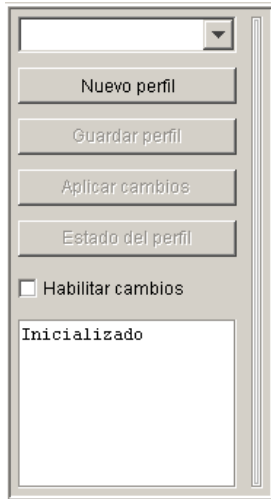 Nuevo perfil
Guardar perfil
Aplicar cambios
Estado del perfil
Habilitar cambios
Inicializado